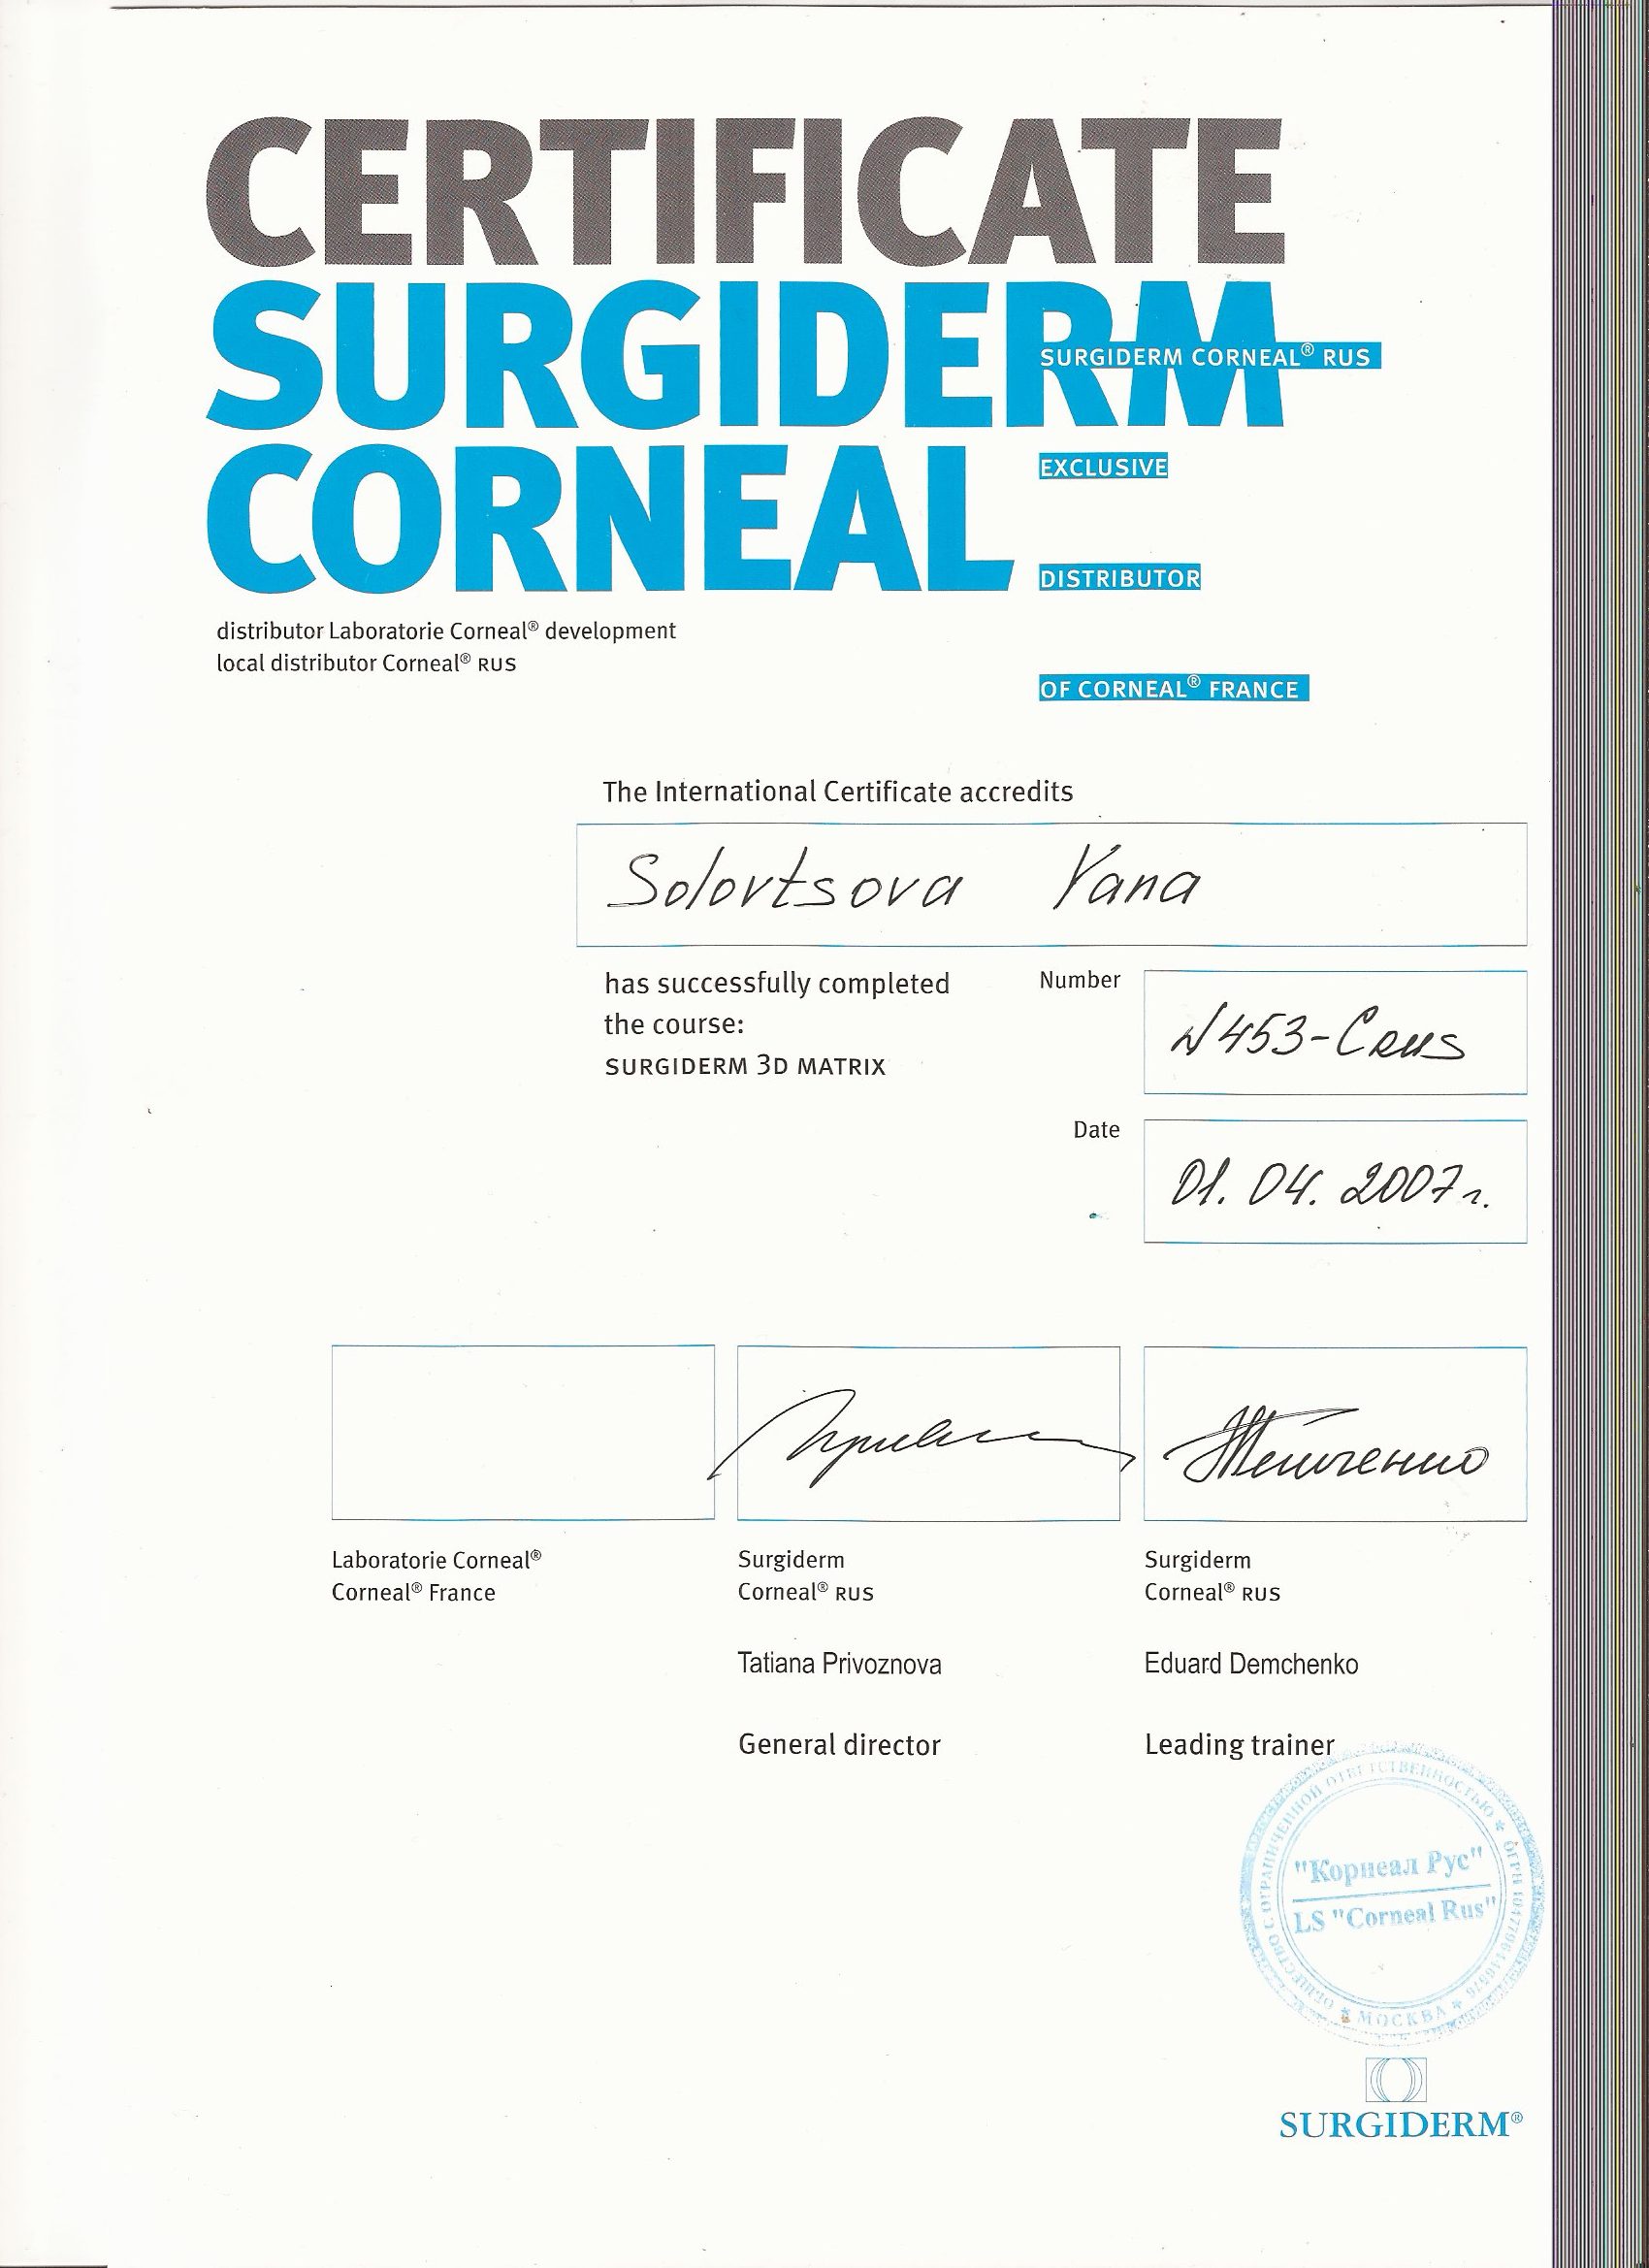 CERTIFICATE
SURGIDERM
CORNEAL
SURGIDERM CORNEAL® RUS
EXCLUSIVE
DISTRIBUTOR
OF CORNEAL® FRANCE
distributor Laboratorie Corneal® development
local distributor Corneal® RUS
The International Certificate accredits
Solovtsova Yana
has successfully completed
the course:
SURGIDERM 3D MATRIX
Number
N453-Crus
Date
01. 04. 2007г.
Laboratorie Corneal®
Corneal® France
Surgiderm
Corneal® RUS
Tatiana Privoznova
General director
Surgiderm
Corneal® RUS
Eduard Demchenko
Leading trainer
ОБЩЕСТВО С ОГРАНИЧЕННОЙ ОТВЕТСТВЕННОСТЬЮ * ОГРН
"Корнеал Рус"
LS "Corneal Rus"
* МОСКВА *
SURGIDERM®